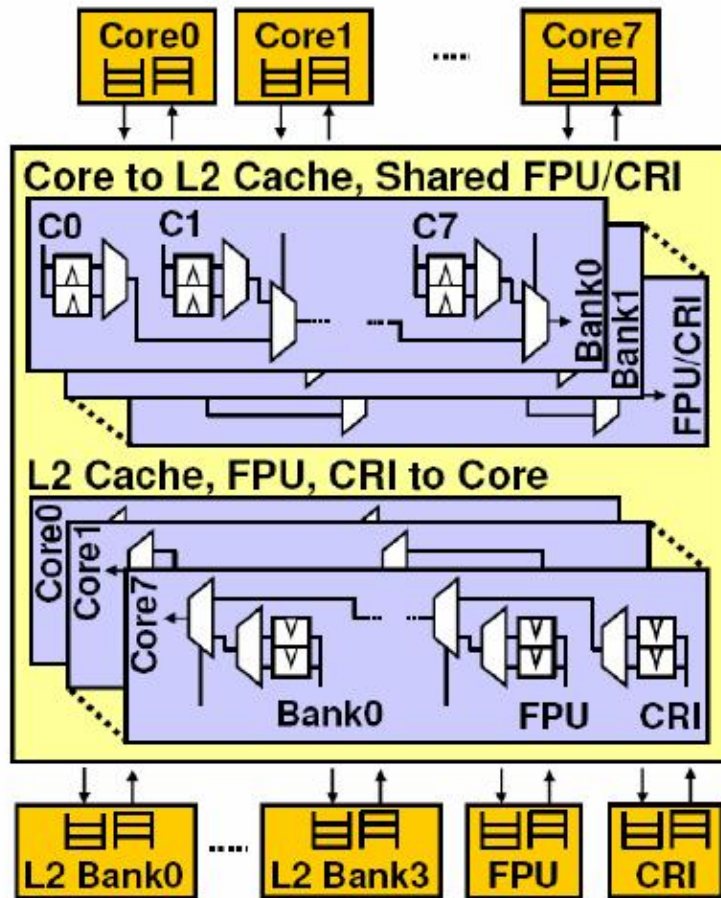 Core0 Core1 Core7
Core to L2 Cache, Shared FPU/CRI
C0 C1 C7
Bank0
Bank1
FPU/CRI
L2 Cache, FPU, CRI to Core
Core0
Core1
Core7
Bank0 FPU CRI
L2 Bank0 L2 Bank3 FPU CRI